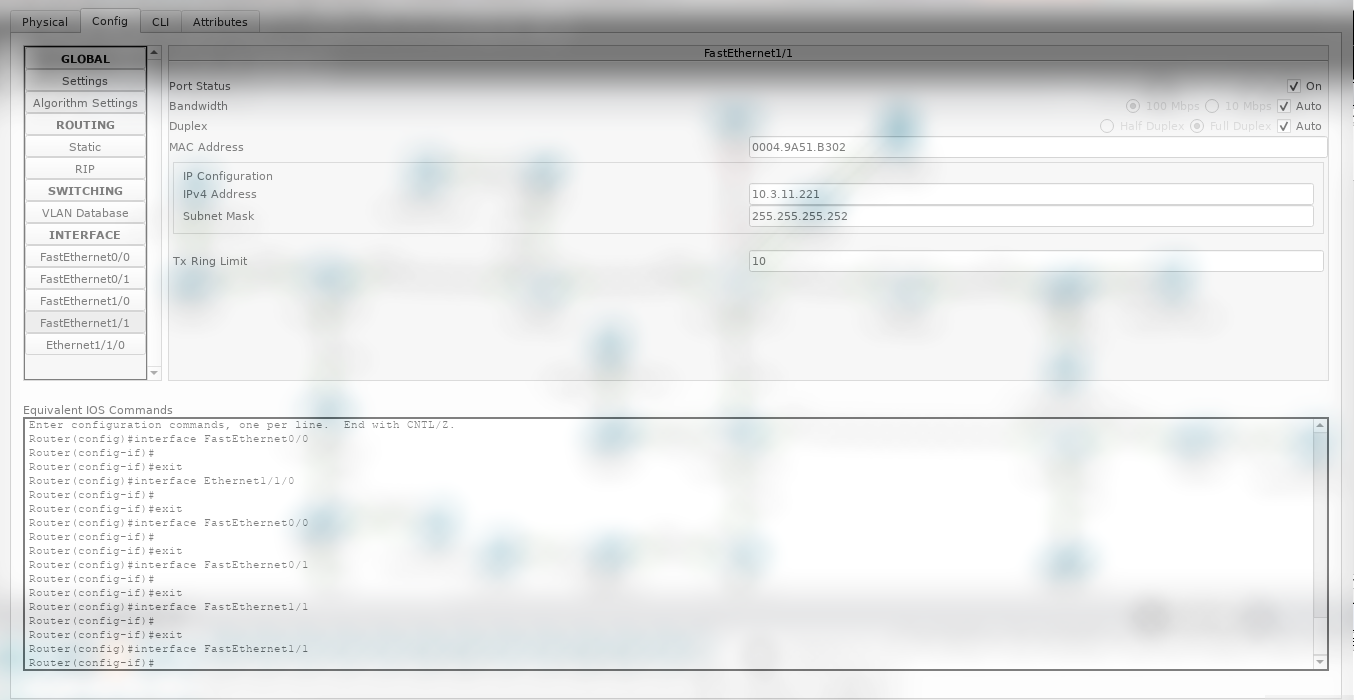 Physical Config CLI Attributes
GLOBAL
Settings
Algorithm Settings
ROUTING
Static
RIP
SWITCHING
VLAN Database
INTERFACE
FastEthernet0/0
FastEthernet0/1
FastEthernet1/0
FastEthernet1/1
Ethernet1/1/0
FastEthernet1/1
Port Status On
Bandwidth 100 Mbps 10 Mbps Auto
Duplex Half Duplex Full Duplex Auto
MAC Address 0004.9A51.B302
IP Configuration
IPv4 Address 10.3.11.221
Subnet Mask 255.255.255.252
Tx Ring Limit 10
Equivalent IOS Commands
Enter configuration commands, one per line.  End with CNTL/Z.
Router(config)#interface FastEthernet0/0
Router(config-if)#
Router(config-if)#exit
Router(config)#interface Ethernet1/1/0
Router(config-if)#
Router(config-if)#exit
Router(config)#interface FastEthernet0/0
Router(config-if)#
Router(config-if)#exit
Router(config)#interface FastEthernet0/1
Router(config-if)#
Router(config-if)#exit
Router(config)#interface FastEthernet1/1
Router(config-if)#
Router(config-if)#exit
Router(config)#interface FastEthernet1/1
Router(config-if)#